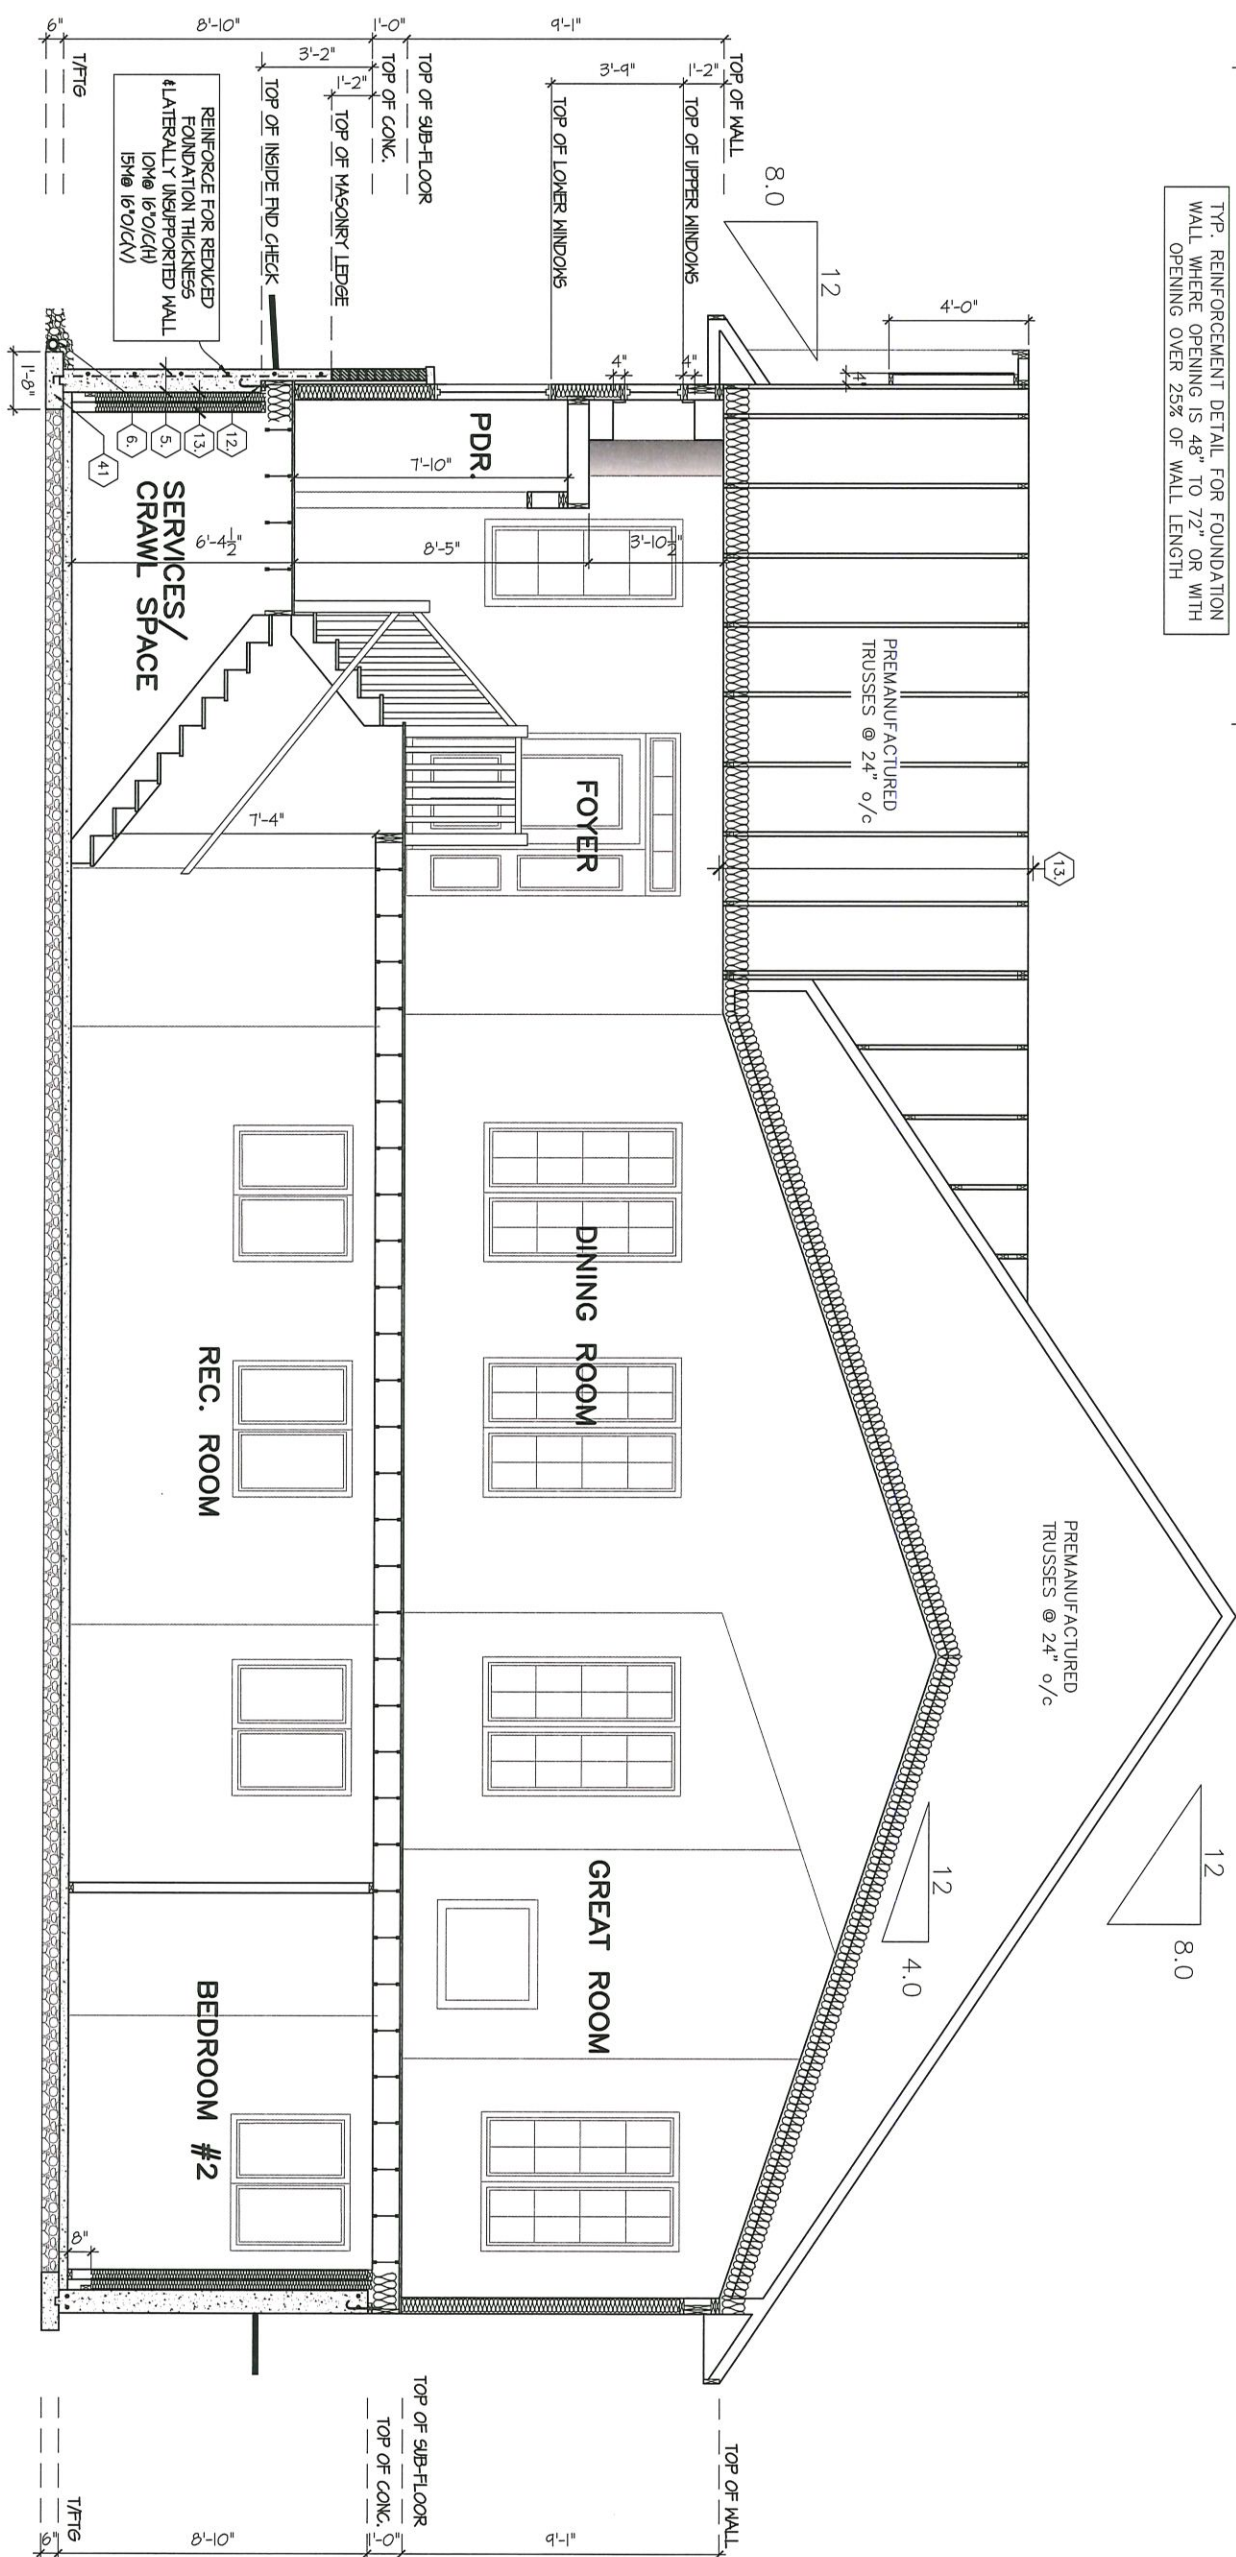 TYP. REINFORCEMENT DETAIL FOR FOUNDATION
WALL WHERE OPENING IS 48" TO 72" OR WITH
OPENING OVER 25% OF WALL LENGTH
PREMANUFACTURED
TRUSSES @ 24" o/c
12
8.0
12
4.0
12
8.0
4'-0"
4"
PREMANUFACTURED
TRUSSES @ 24" o/c
13.
TOP OF WALL
TOP OF UPPER WINDOWS
TOP OF LOWER WINDOWS
TOP OF SUB-FLOOR
TOP OF CONC.
TOP OF MASONRY LEDGE
TOP OF INSIDE FND CHECK
T/FTG
9'-1"
1'-2"
3'-9"
1'-0"
1'-2"
3'-2"
8'-10"
6"
REINFORCE FOR REDUCED
FOUNDATION THICKNESS
&LATERALLY UNSUPPORTED WALL
10M@ 16"O/C(H)
15M@ 16"O/C(V)
1'-8"
4"
4"
PDR.
7'-10"
3'-10½"
8'-5"
6'-4½"
12.
13.
5.
6.
41
SERVICES/
CRAWL SPACE
FOYER
7'-4"
DINING ROOM
GREAT ROOM
REC. ROOM
BEDROOM #2
8"
TOP OF WALL
TOP OF SUB-FLOOR
TOP OF CONC.
T/FTG
9'-1"
1'-0"
8'-10"
6"